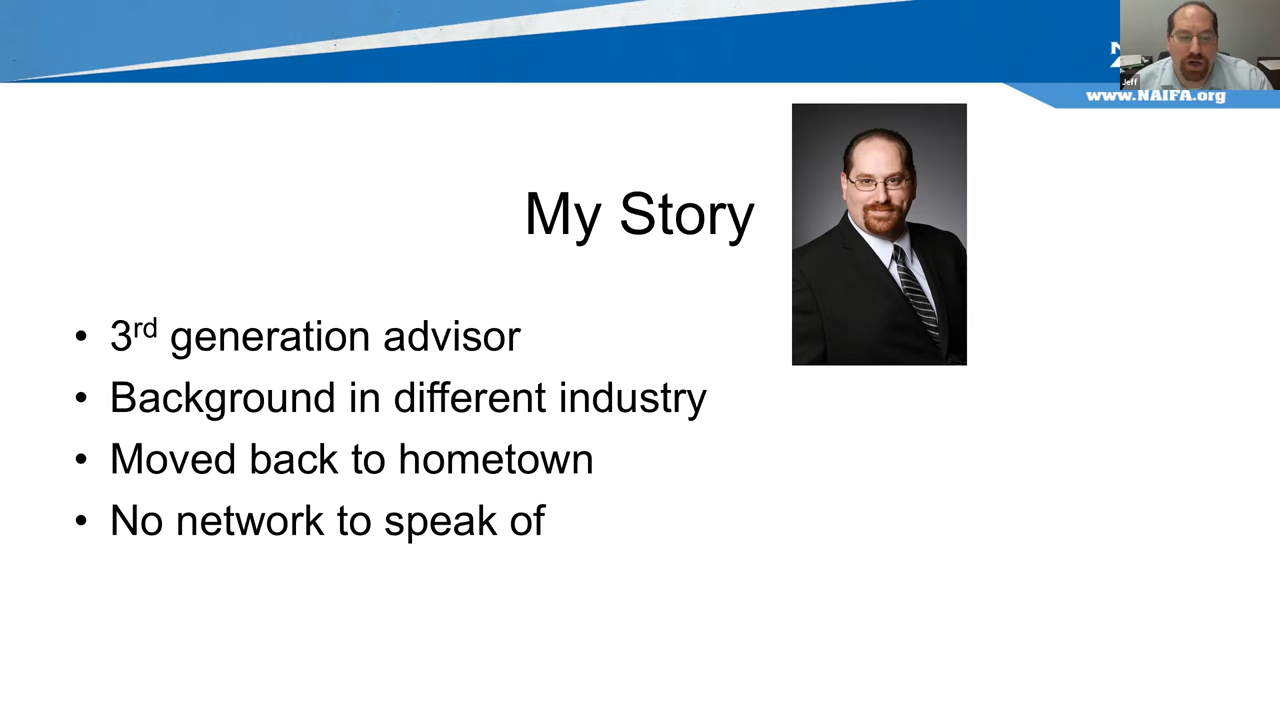 Jeff
www.NAIFA.org
My Story
• 3rd generation advisor
• Background in different industry
• Moved back to hometown
• No network to speak of